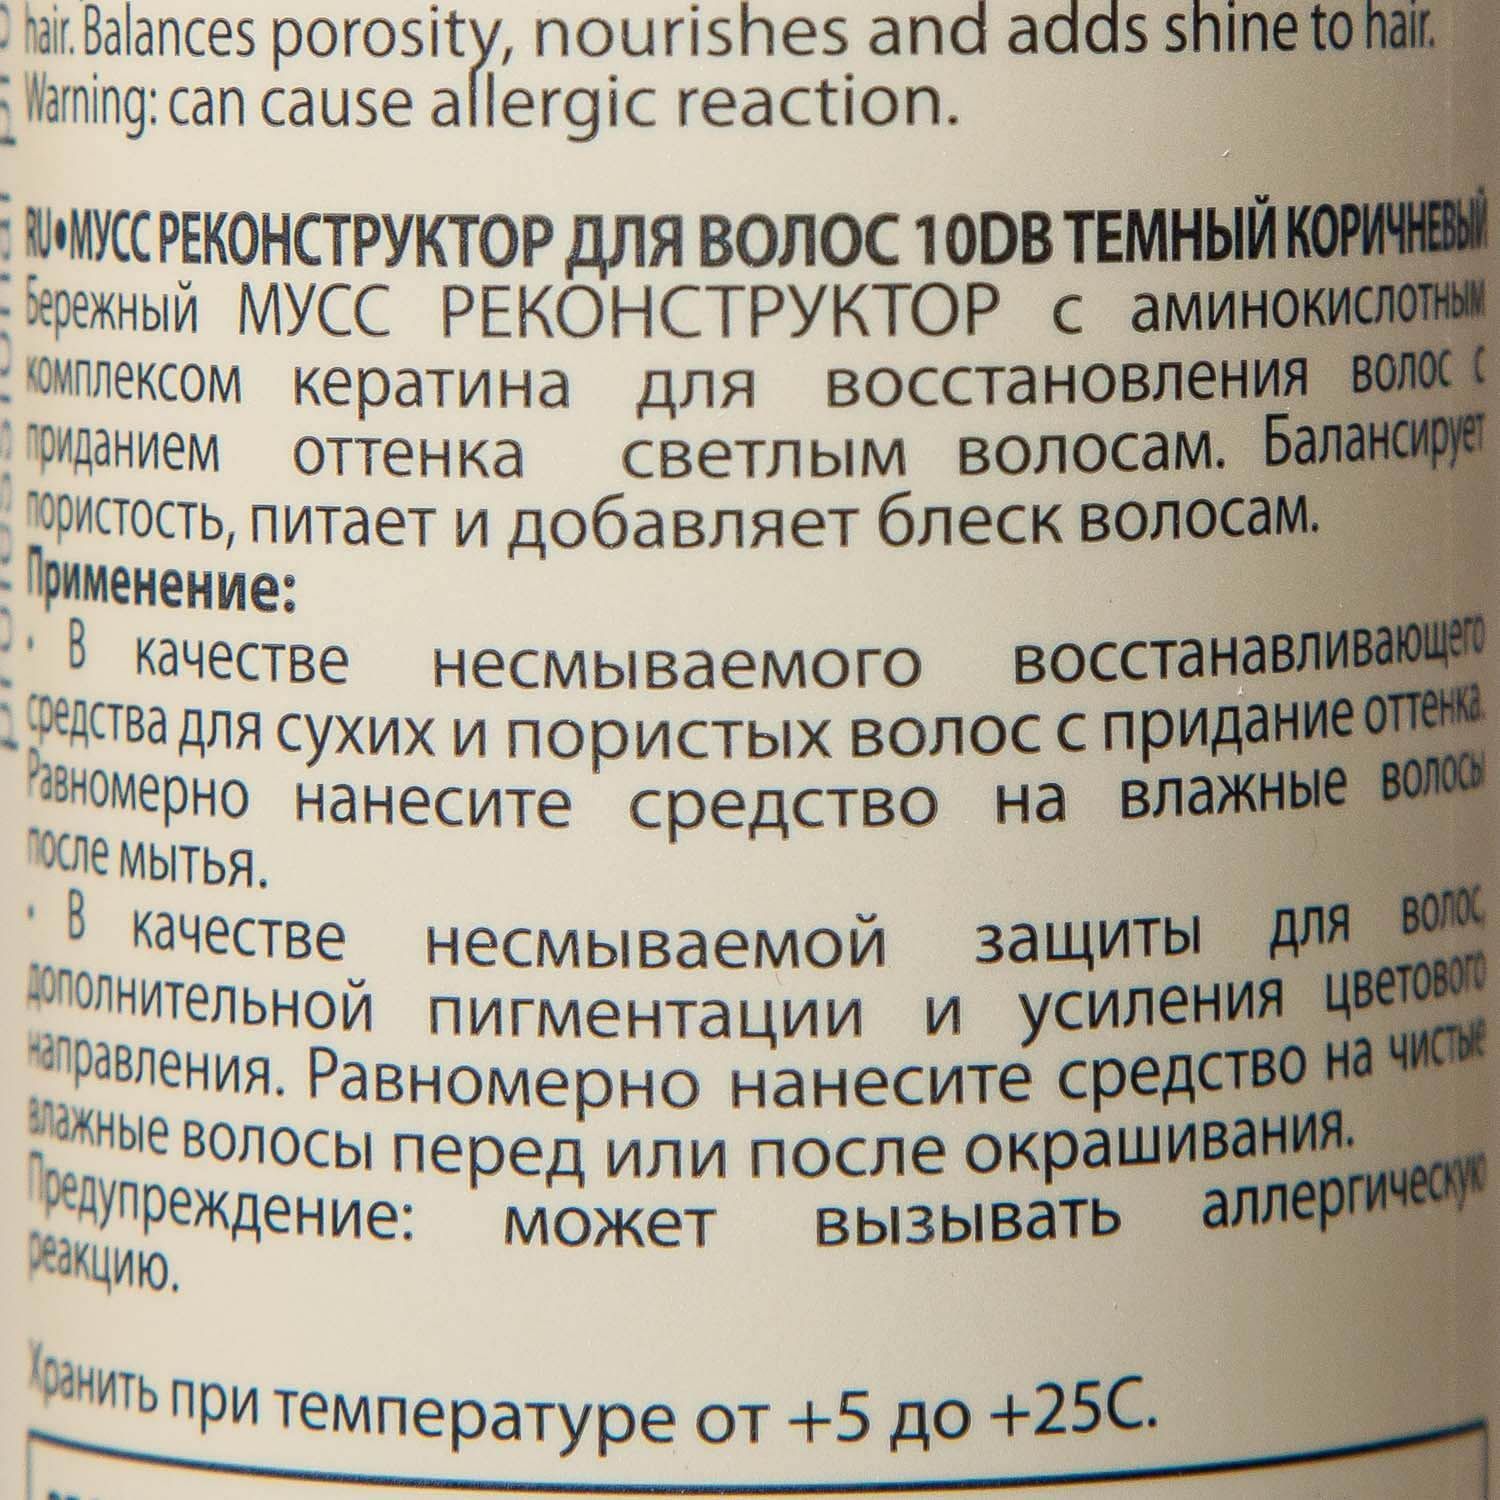 hair. Balances porosity, nourishes and adds shine to hair.
Warning: can cause allergic reaction.
RU•МУСС РЕКОНСТРУКТОР ДЛЯ ВОЛОС 10DB ТЕМНЫЙ КОРИЧНЕВЫЙ
Бережный МУСС РЕКОНСТРУКТОР с аминокислотным
комплексом кератина для восстановления волос с
приданием оттенка светлым волосам. Балансирует
пористость, питает и добавляет блеск волосам.
Применение:
· В качестве несмываемого восстанавливающего
средства для сухих и пористых волос с придание оттенка.
Равномерно нанесите средство на влажные волосы
после мытья.
· В качестве несмываемой защиты для волос,
дополнительной пигментации и усиления цветового
направления. Равномерно нанесите средство на чистые
влажные волосы перед или после окрашивания.
Предупреждение: может вызывать аллергическую
реакцию.
Хранить при температуре от +5 до +25С.